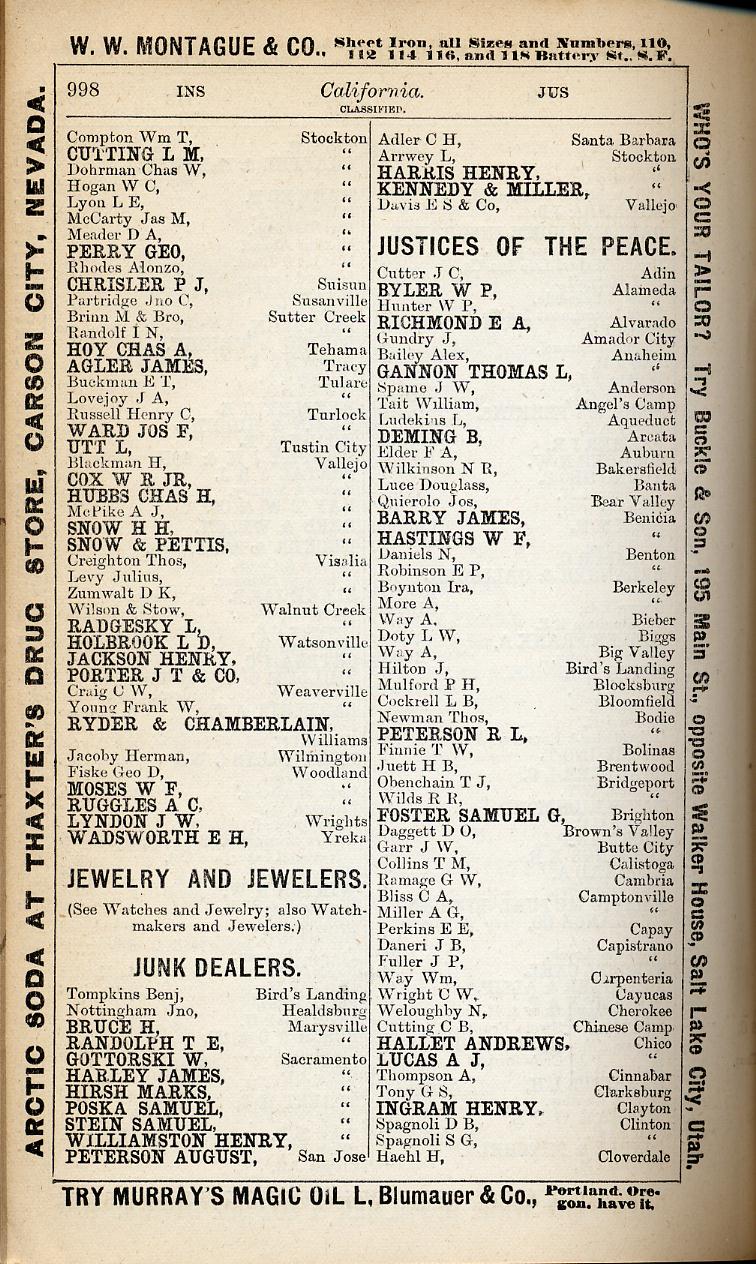 W. W. MONTAGUE & CO., Sheet Iron, all Sizes and Numbers, 110,
112 114 116, and 118 Battery St., S. F.
998 INS California. JUS
CLASSIFIED.
Compton Wm T, Stockton
CUTTING L M, “
Dohrman Chas W, “
Hogan W C, “
Lyon L E, “
McCarty Jas M, “
Meader D A, “
PERRY GEO, “
Rhodes Alonzo, “
CHRISLER P J, Suisun
Partridge Jno C, Susanville
Brinn M & Bro, Sutter Creek
Randolf I N, “
HOY CHAS A, Tehama
AGLER JAMES, Tracy
Buckman E T, Tulare
Lovejoy J A, “
Russell Henry C, Turlock
WARD JOS F, “
UTT L, Tustin City
Blackman H, Vallejo
COX W R JR, “
HUBBS CHAS H, “
McPike A J, “
SNOW H H, “
SNOW & PETTIS, “
Creighton Thos, Visalia
Levy Julius, “
Zumwalt D K, “
Wilson & Stow, Walnut Creek
RADGESKY L, “
HOLBROOK L D, Watsonville
JACKSON HENRY, “
PORTER J T & CO, “
Craig C W, Weaverville
Young Frank W, “
RYDER & CHAMBERLAIN,
Williams
Jacoby Herman, Wilmington
Fiske Geo D, Woodland
MOSES W F, “
RUGGLES A C, “
LYNDON J W, Wrights
WADSWORTH E H, Yreka
JEWELRY AND JEWELERS.
(See Watches and Jewelry; also Watch-
makers and Jewelers.)
JUNK DEALERS.
Tompkins Benj, Bird's Landing
Nottingham Jno, Healdsburg
BRUCE H, Marysville
RANDOLPH T E, “
GOTTORSKI W, Sacramento
HARLEY JAMES, “
HIRSH MARKS, “
POSKA SAMUEL, “
STEIN SAMUEL, “
WILLIAMSTON HENRY, “
PETERSON AUGUST, San Jose
Adler C H, Santa Barbara
Arrwey L, Stockton
HARRIS HENRY, “
KENNEDY & MILLER, “
Davis E S & Co, Vallejo
JUSTICES OF THE PEACE.
Cutter J C, Adin
BYLER W P, Alameda
Hunter W P, “
RICHMOND E A, Alvarado
Gundry J, Amador City
Bailey Alex, Anaheim
GANNON THOMAS L, “
Spame J W, Anderson
Tait William, Angel's Camp
Ludekins L, Aqueduct
DEMING B, Arcata
Elder F A, Auburn
Wilkinson N R, Bakersfield
Luce Douglass, Banta
Quierolo Jos, Bear Valley
BARRY JAMES, Benicia
HASTINGS W F, “
Daniels N, Benton
Robinson E P, “
Boynton Ira, Berkeley
More A, “
Way A, Bieber
Doty L W, Biggs
Way A, Big Valley
Hilton J, Bird's Landing
Mulford P H, Blocksburg
Cockrell L B, Bloomfield
Newman Thos, Bodie
PETERSON R L, “
Finnie T W, Bolinas
Juett H B, Brentwood
Obenchain T J, Bridgeport
Wilds R R, “
FOSTER SAMUEL G, Brighton
Daggett D O, Brown's Valley
Garr J W, Butte City
Collins T M, Calistoga
Ramage G W, Cambria
Bliss C A, Camptonville
Miller A G, “
Perkins E E, Capay
Daneri J B, Capistrano
Fuller J P, “
Way Wm, Carpenteria
Wright C W, Cayucas
Weloughby N, Cherokee
Cutting C B, Chinese Camp
HALLET ANDREWS, Chico
LUCAS A J, “
Thompson A, Cinnabar
Tony G S, Clarksburg
INGRAM HENRY, Clayton
Spagnoli D B, Clinton
Spagnoli S G, “
Haehl H, Cloverdale
TRY MURRAY'S MAGIC OIL L, Blumauer & Co., Portland. Ore-
gon. have it.
ARCTIC SODA AT THAXTER'S DRUG STORE, CARSON CITY, NEVADA.
WHO'S YOUR TAILOR? Try Buckle & Son, 195 Main St., opposite Walker House, Salt Lake City, Utah.